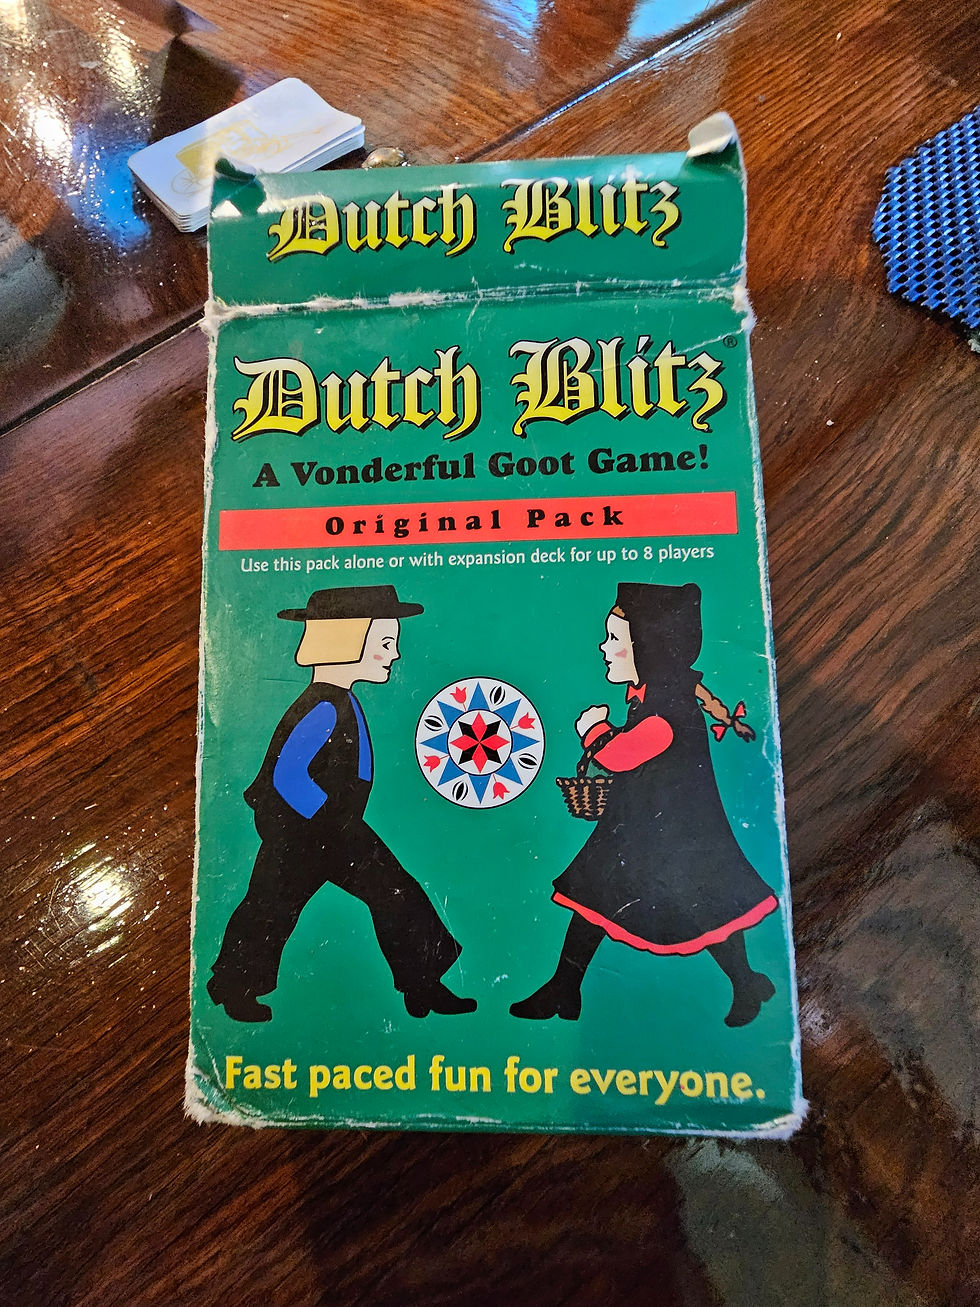 Dutch Blitz
Dutch Blitz®
A Vonderful Goot Game!
Original Pack
Use this pack alone or with expansion deck for up to 8 players
Fast paced fun for everyone.